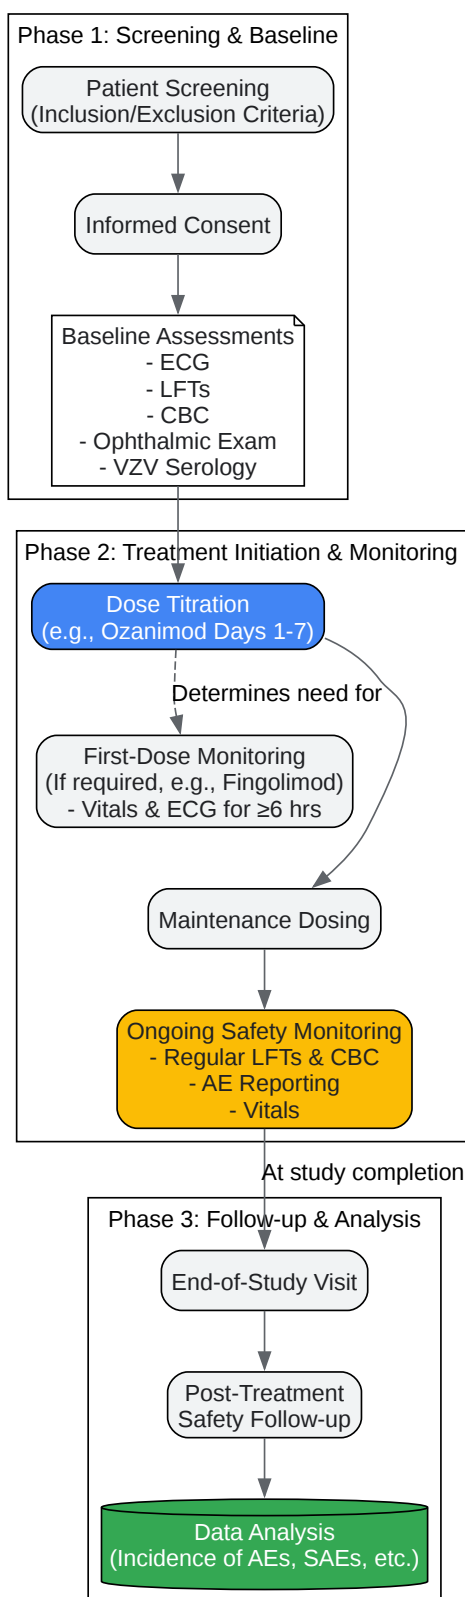 Phase 1: Screening & Baseline
Patient Screening
(Inclusion/Exclusion Criteria)
Informed Consent
Baseline Assessments
- ECG
- LFTs
- CBC
- Ophthalmic Exam
- VZV Serology
Phase 2: Treatment Initiation & Monitoring
Dose Titration
(e.g., Ozanimod Days 1-7)
Determines need for
First-Dose Monitoring
(If required, e.g., Fingolimod)
- Vitals & ECG for ≥6 hrs
Maintenance Dosing
Ongoing Safety Monitoring
- Regular LFTs & CBC
- AE Reporting
- Vitals
At study completion
Phase 3: Follow-up & Analysis
End-of-Study Visit
Post-Treatment
Safety Follow-up
Data Analysis
(Incidence of AEs, SAEs, etc.)